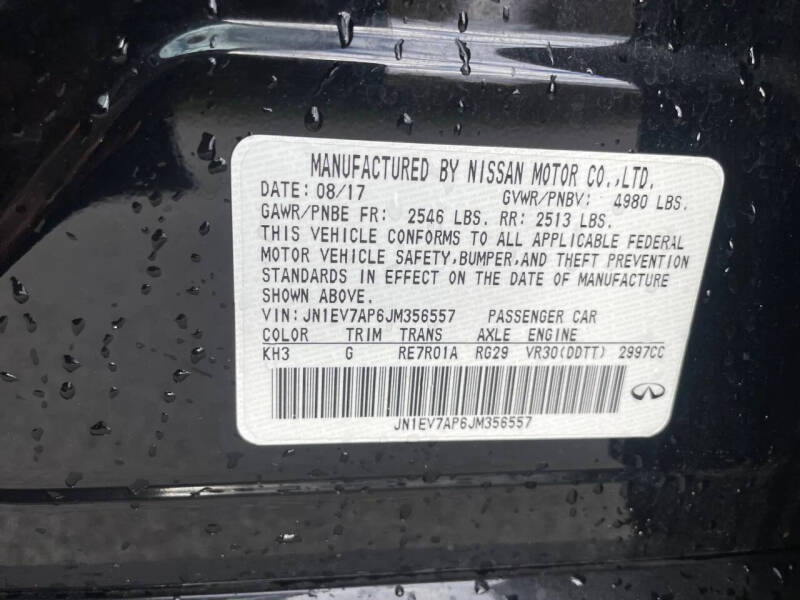 MANUFACTURED BY NISSAN MOTOR CO.,LTD.
DATE: 08/17 GVWR/PNBV: 4980 LBS.
GAWR/PNBE FR: 2546 LBS. RR: 2513 LBS.
THIS VEHICLE CONFORMS TO ALL APPLICABLE FEDERAL
MOTOR VEHICLE SAFETY,BUMPER,AND THEFT PREVENTION
STANDARDS IN EFFECT ON THE DATE OF MANUFACTURE
SHOWN ABOVE.
VIN: JN1EV7AP6JM356557 PASSENGER CAR
COLOR TRIM TRANS AXLE ENGINE
KH3 G RE7R01A RG29 VR30(DDTT) 2997CC
JN1EV7AP6JM356557